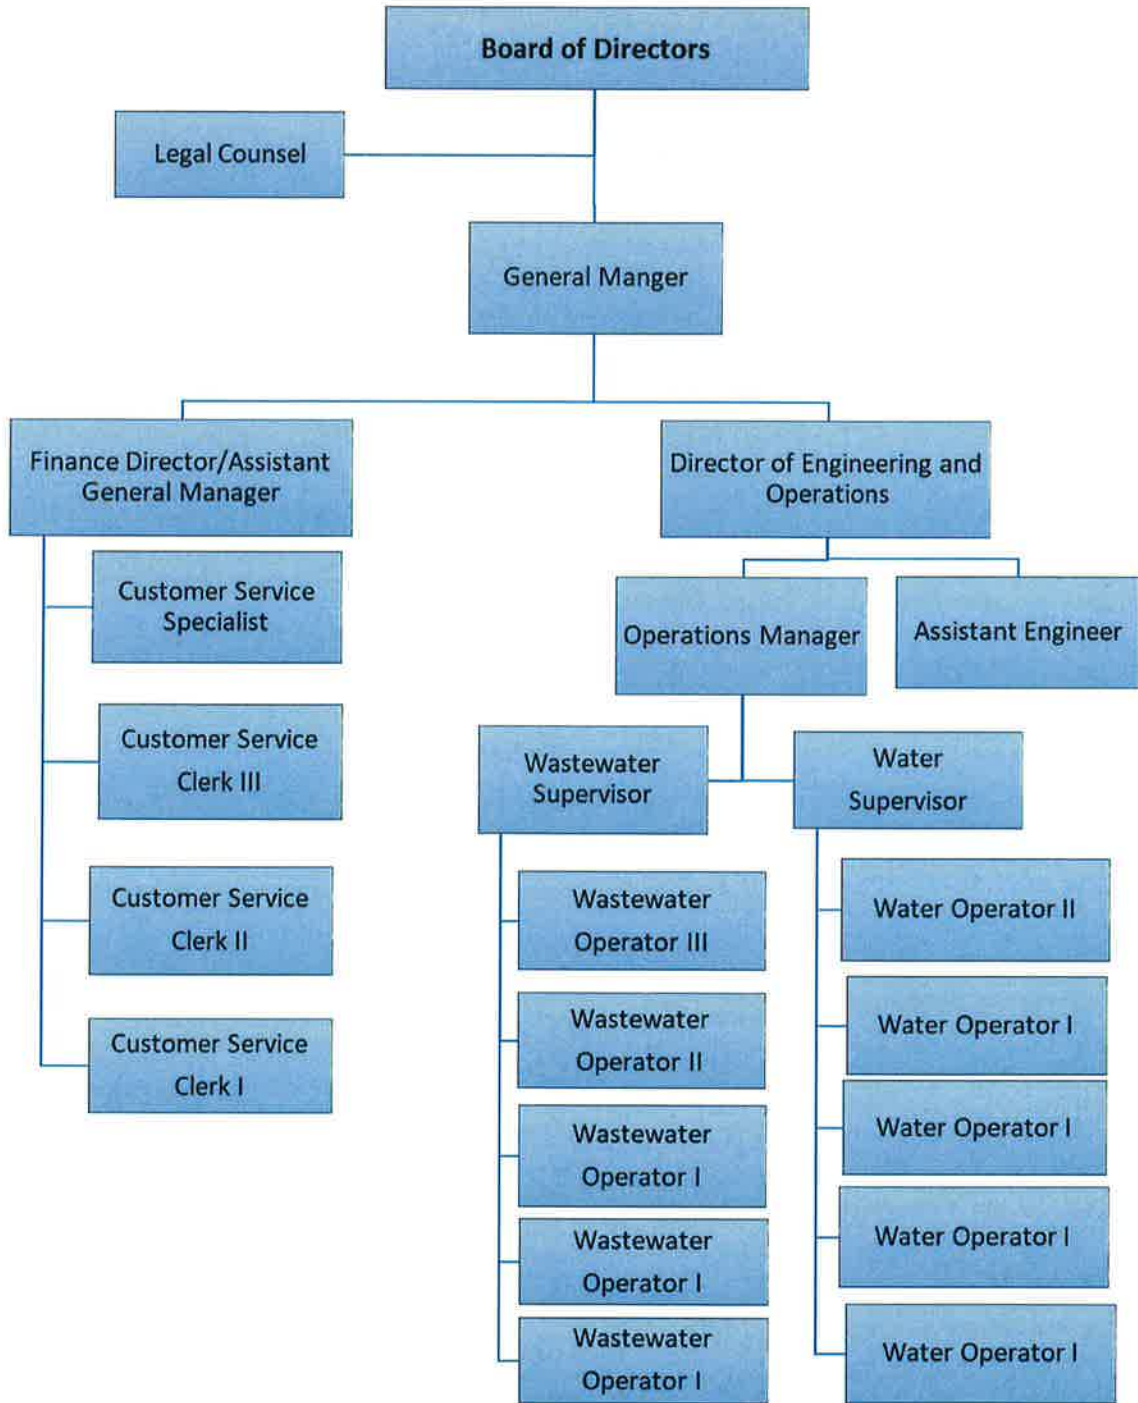 Board of Directors
Legal Counsel
General Manger
Finance Director/Assistant
General Manager
Director of Engineering and
Operations
Customer Service
Specialist
Operations Manager
Assistant Engineer
Customer Service
Clerk III
Wastewater
Supervisor
Water
Supervisor
Customer Service
Clerk II
Wastewater
Operator III
Water Operator II
Customer Service
Clerk I
Wastewater
Operator II
Water Operator I
Wastewater
Operator I
Water Operator I
Wastewater
Operator I
Water Operator I
Wastewater
Operator I
Water Operator I